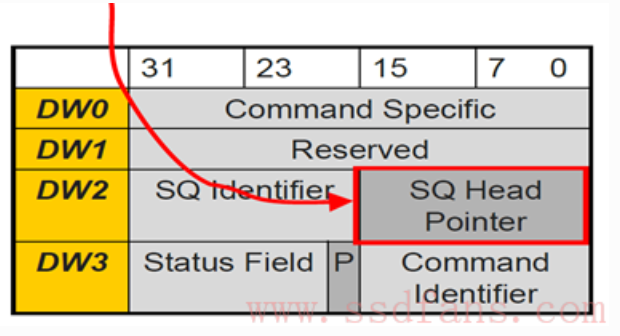 31 23 15 7 0
DW0 Command Specific
DW1 Reserved
DW2 SQ Identifier SQ Head
Pointer
DW3 Status Field P Command
Identifier
www.ssdfans.com